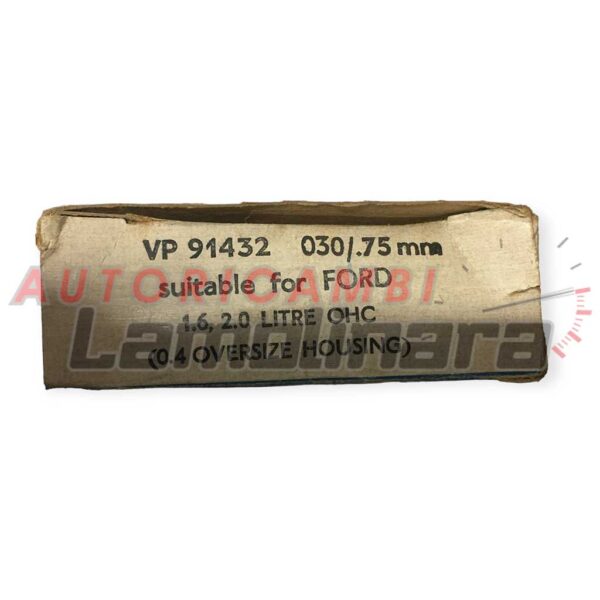 VP 91432 030/.75 mm
suitable for FORD
AUTORICAMBI
1.6, 2.0 LITRE OHC
Lamolinara
(0.4 OVERSIZE HOUSING)